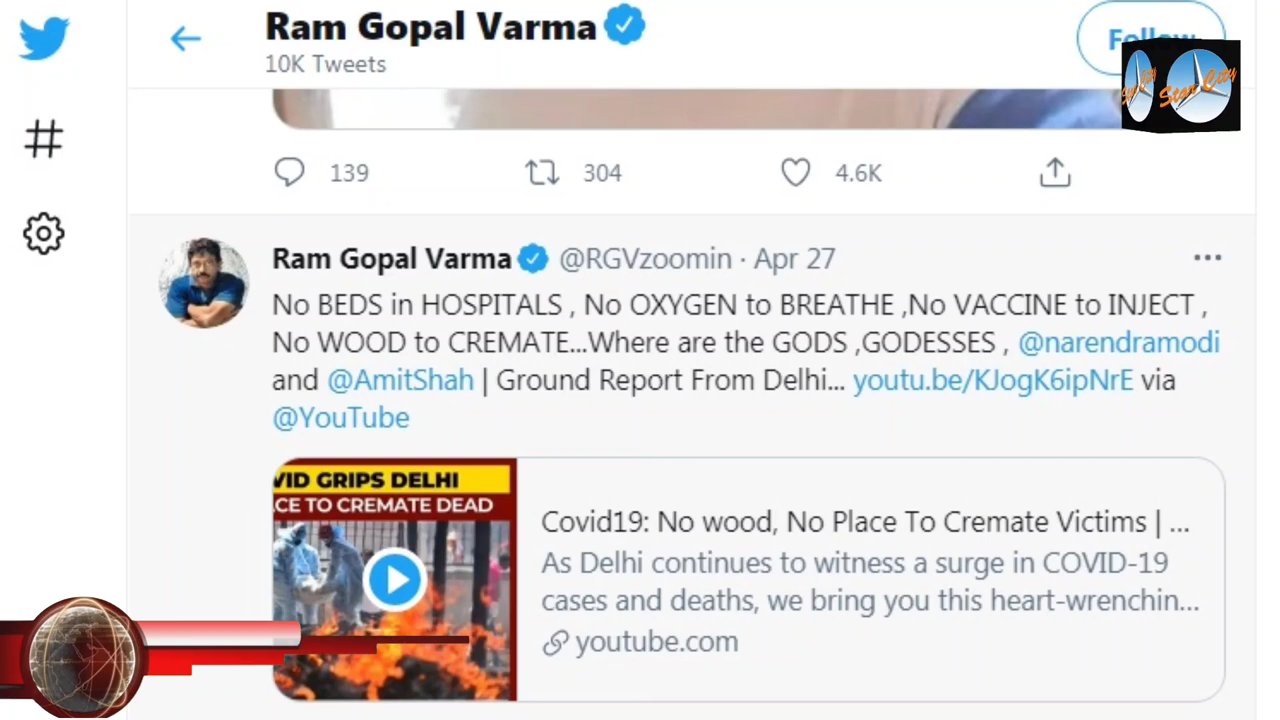 Ram Gopal Varma
10K Tweets
Follow
Star City
139 304 4.6K
Ram Gopal Varma @RGVzoomin · Apr 27
No BEDS in HOSPITALS , No OXYGEN to BREATHE ,No VACCINE to INJECT ,
No WOOD to CREMATE...Where are the GODS ,GODESSES , @narendramodi
and @AmitShah | Ground Report From Delhi... youtu.be/KJogK6ipNrE via
@YouTube
VID GRIPS DELHI
CE TO CREMATE DEAD
Covid19: No wood, No Place To Cremate Victims | ...
As Delhi continues to witness a surge in COVID-19
cases and deaths, we bring you this heart-wrenchin...
youtube.com